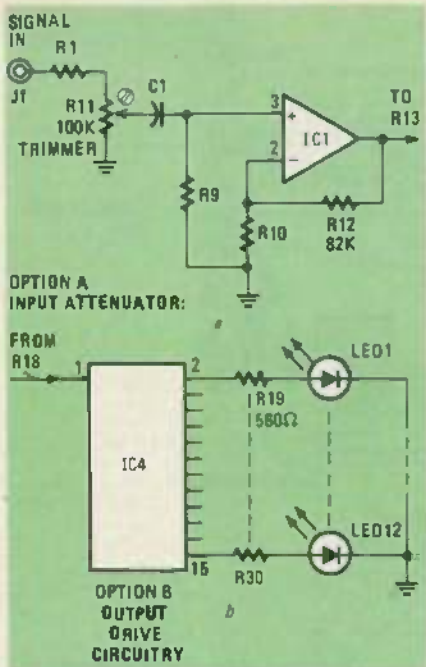 SIGNAL
IN
J1
R1
R11
100K
TRIMMER
C1
R9
3
+
2
−
IC1
R10
R12
82K
TO
R13
OPTION A
INPUT ATTENUATOR:
a
FROM
R18
1
IC4
2
15
R19
560Ω
R30
LED1
LED12
OPTION B
OUTPUT
DRIVE
CIRCUITRY
b